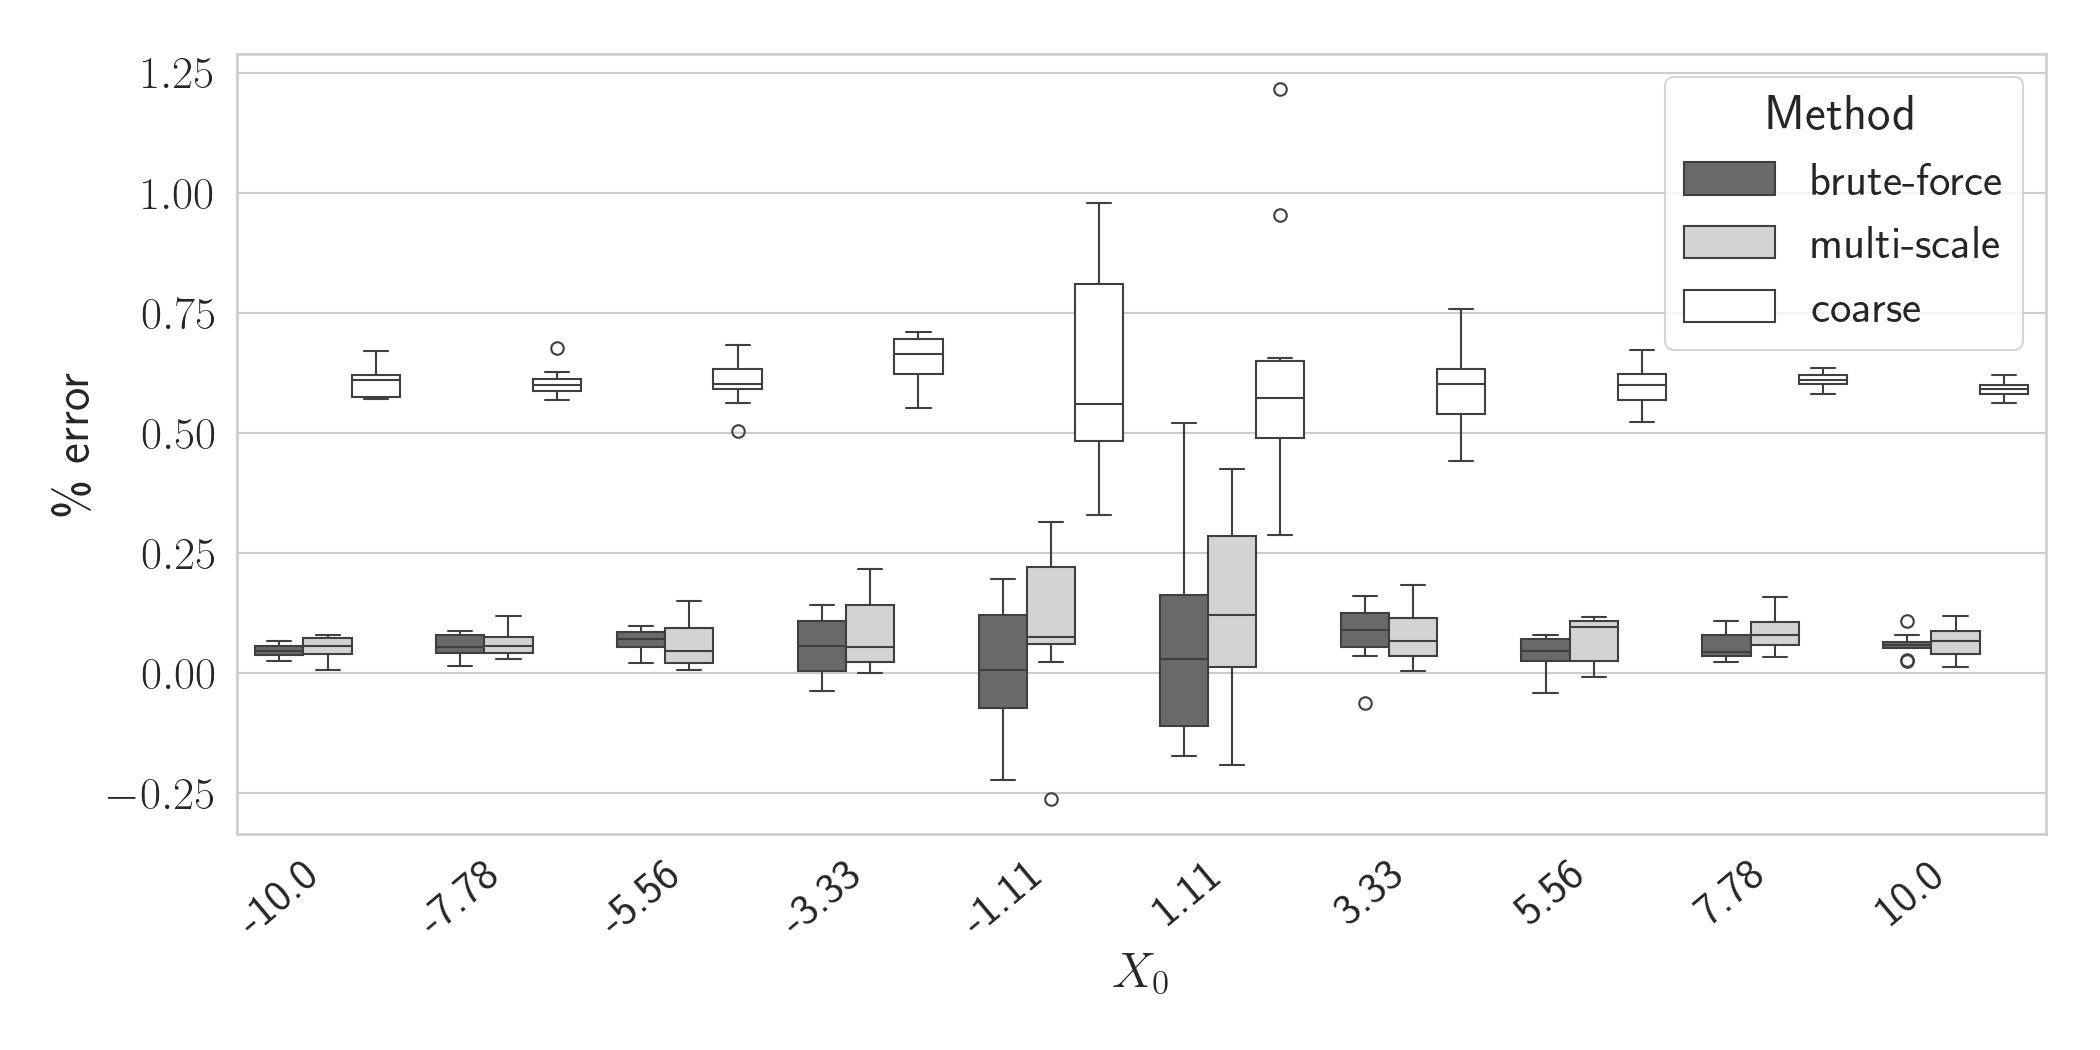 1.25
1.00
0.75
0.50
0.25
0.00
−0.25
% error
Method
brute-force
multi-scale
coarse
-10.0
-7.78
-5.56
-3.33
-1.11
1.11
3.33
5.56
7.78
10.0
X₀